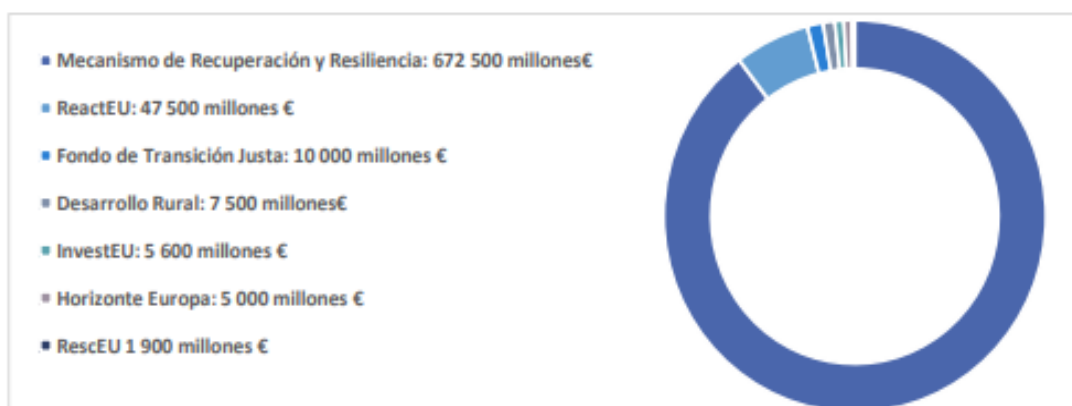 Mecanismo de Recuperación y Resiliencia: 672 500 millones€
ReactEU: 47 500 millones €
Fondo de Transición Justa: 10 000 millones €
Desarrollo Rural: 7 500 millones€
InvestEU: 5 600 millones €
Horizonte Europa: 5 000 millones €
RescEU 1 900 millones €